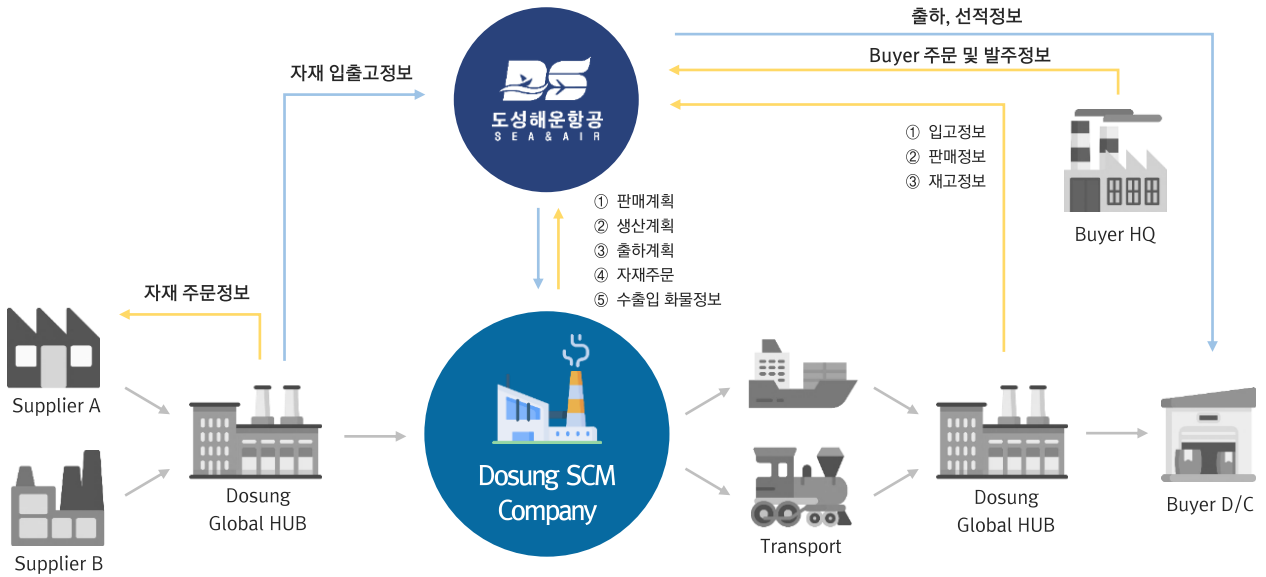 출하, 선적정보
Buyer 주문 및 발주정보
자재 입출고정보
DS
도성해운항공
SEA & AIR
① 입고정보
② 판매정보
③ 재고정보
Buyer HQ
① 판매계획
② 생산계획
③ 출하계획
④ 자재주문
⑤ 수출입 화물정보
자재 주문정보
Supplier A
Supplier B
Dosung
Global HUB
Dosung SCM
Company
Transport
Dosung
Global HUB
Buyer D/C